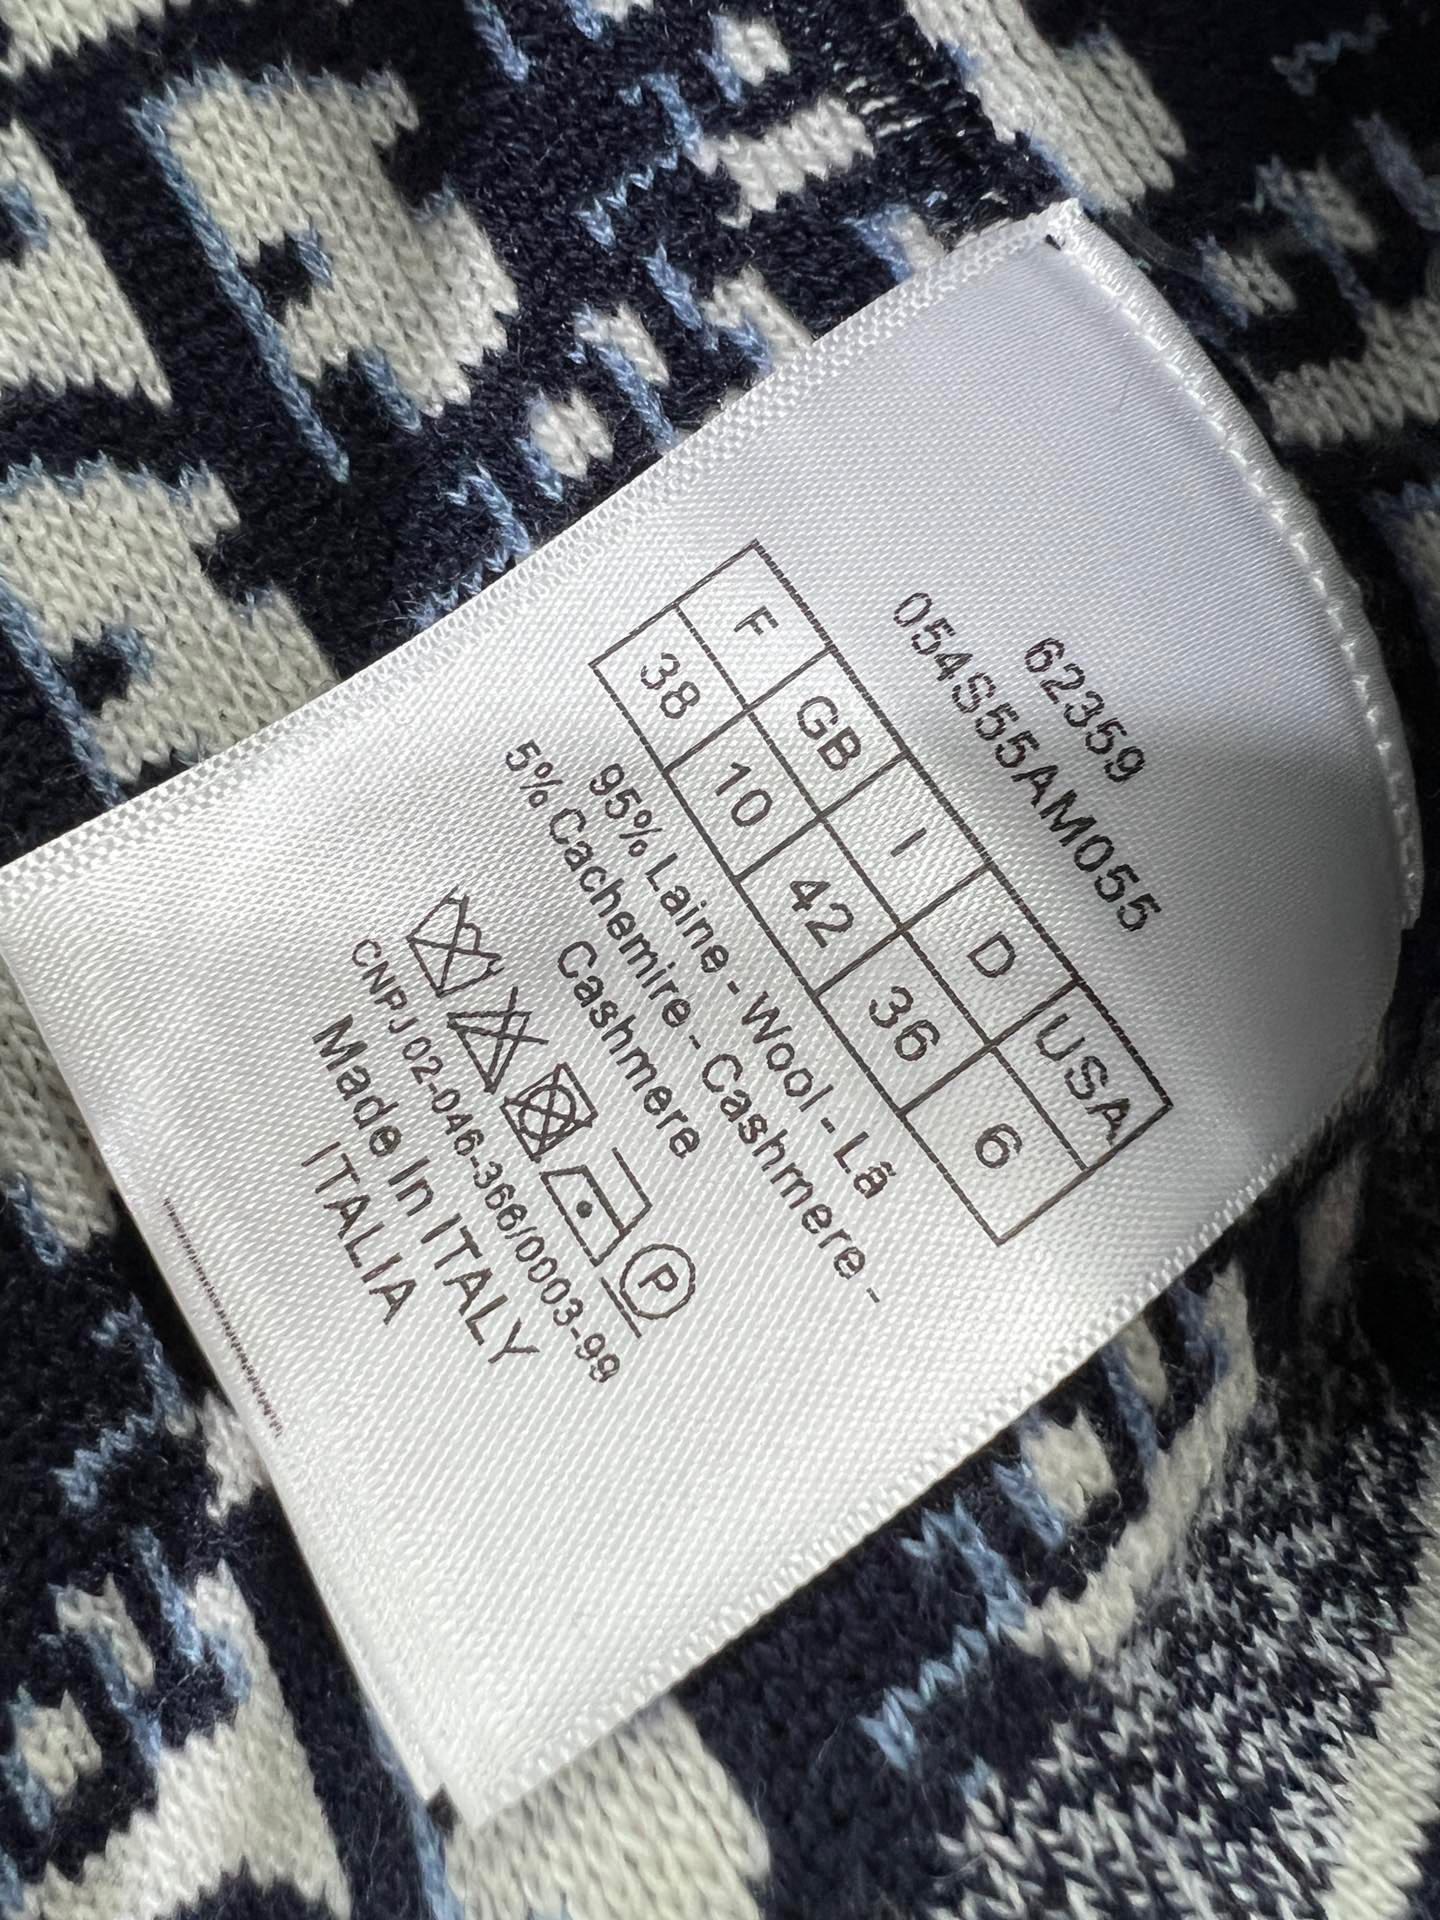 62359
054S55AM055
F GB I D USA
38 10 42 36 6
95% Laine - Wool - Lã
5% Cachemire - Cashmere -
Cashmere
P
CNPJ 02-046-366/0003-99
Made In ITALY
ITALIA